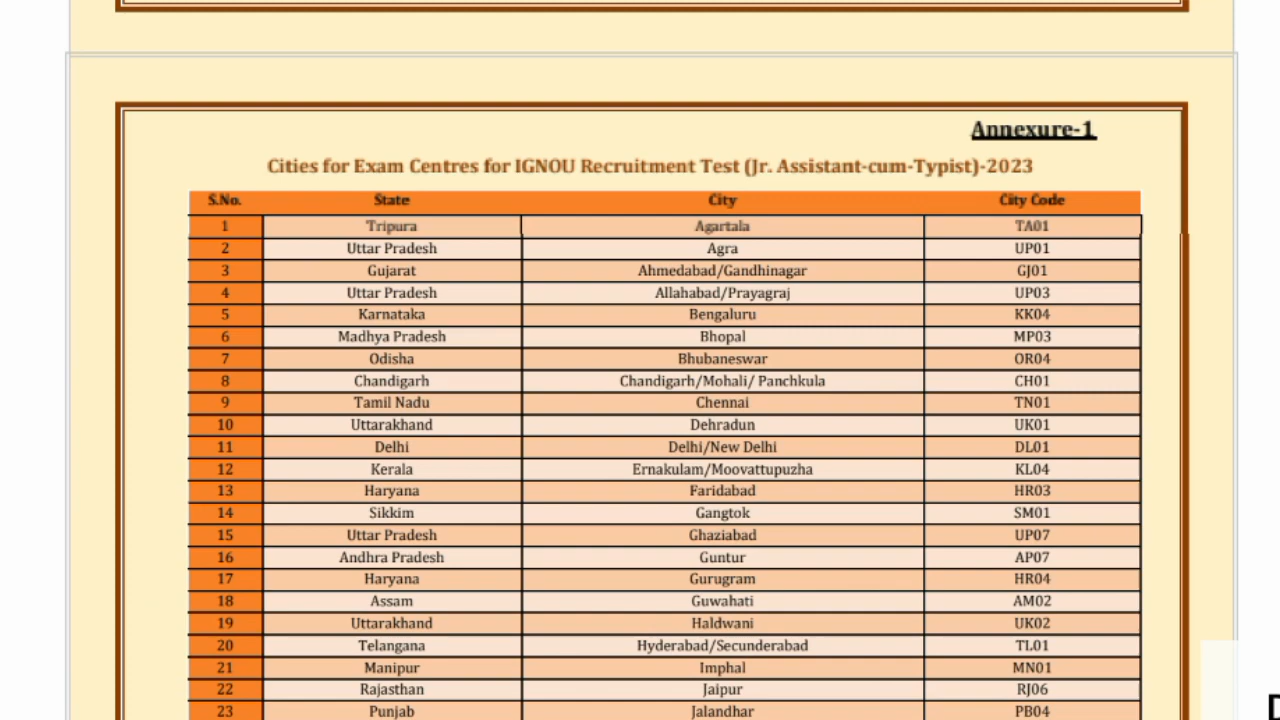 Annexure-1
Cities for Exam Centres for IGNOU Recruitment Test (Jr. Assistant-cum-Typist)-2023
S.No. State City City Code
1 Tripura Agartala TA01
2 Uttar Pradesh Agra UP01
3 Gujarat Ahmedabad/Gandhinagar GJ01
4 Uttar Pradesh Allahabad/Prayagraj UP03
5 Karnataka Bengaluru KK04
6 Madhya Pradesh Bhopal MP03
7 Odisha Bhubaneswar OR04
8 Chandigarh Chandigarh/Mohali/ Panchkula CH01
9 Tamil Nadu Chennai TN01
10 Uttarakhand Dehradun UK01
11 Delhi Delhi/New Delhi DL01
12 Kerala Ernakulam/Moovattupuzha KL04
13 Haryana Faridabad HR03
14 Sikkim Gangtok SM01
15 Uttar Pradesh Ghaziabad UP07
16 Andhra Pradesh Guntur AP07
17 Haryana Gurugram HR04
18 Assam Guwahati AM02
19 Uttarakhand Haldwani UK02
20 Telangana Hyderabad/Secunderabad TL01
21 Manipur Imphal MN01
22 Rajasthan Jaipur RJ06
23 Punjab Jalandhar PB04